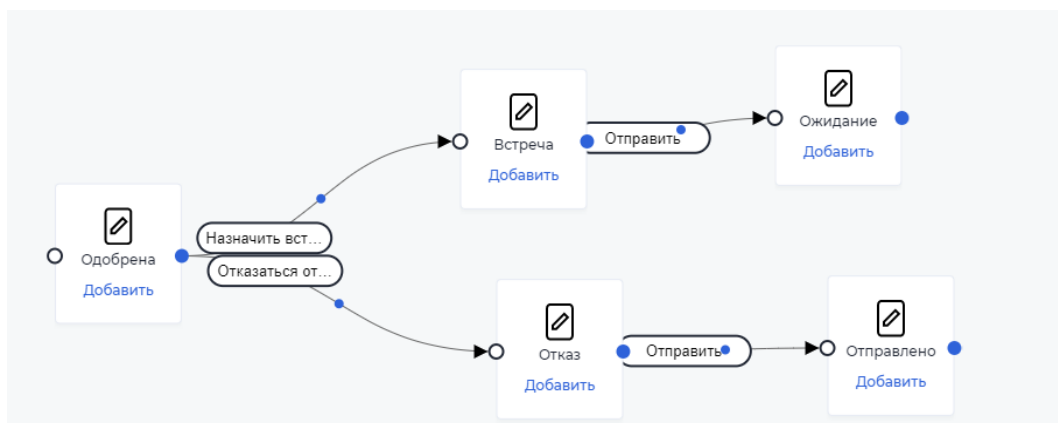 Ожидание
Добавить
Встреча
Добавить
Отправить
Одобрена
Добавить
Назначить вст...
Отказаться от...
Отказ
Добавить
Отправить
Отправлено
Добавить